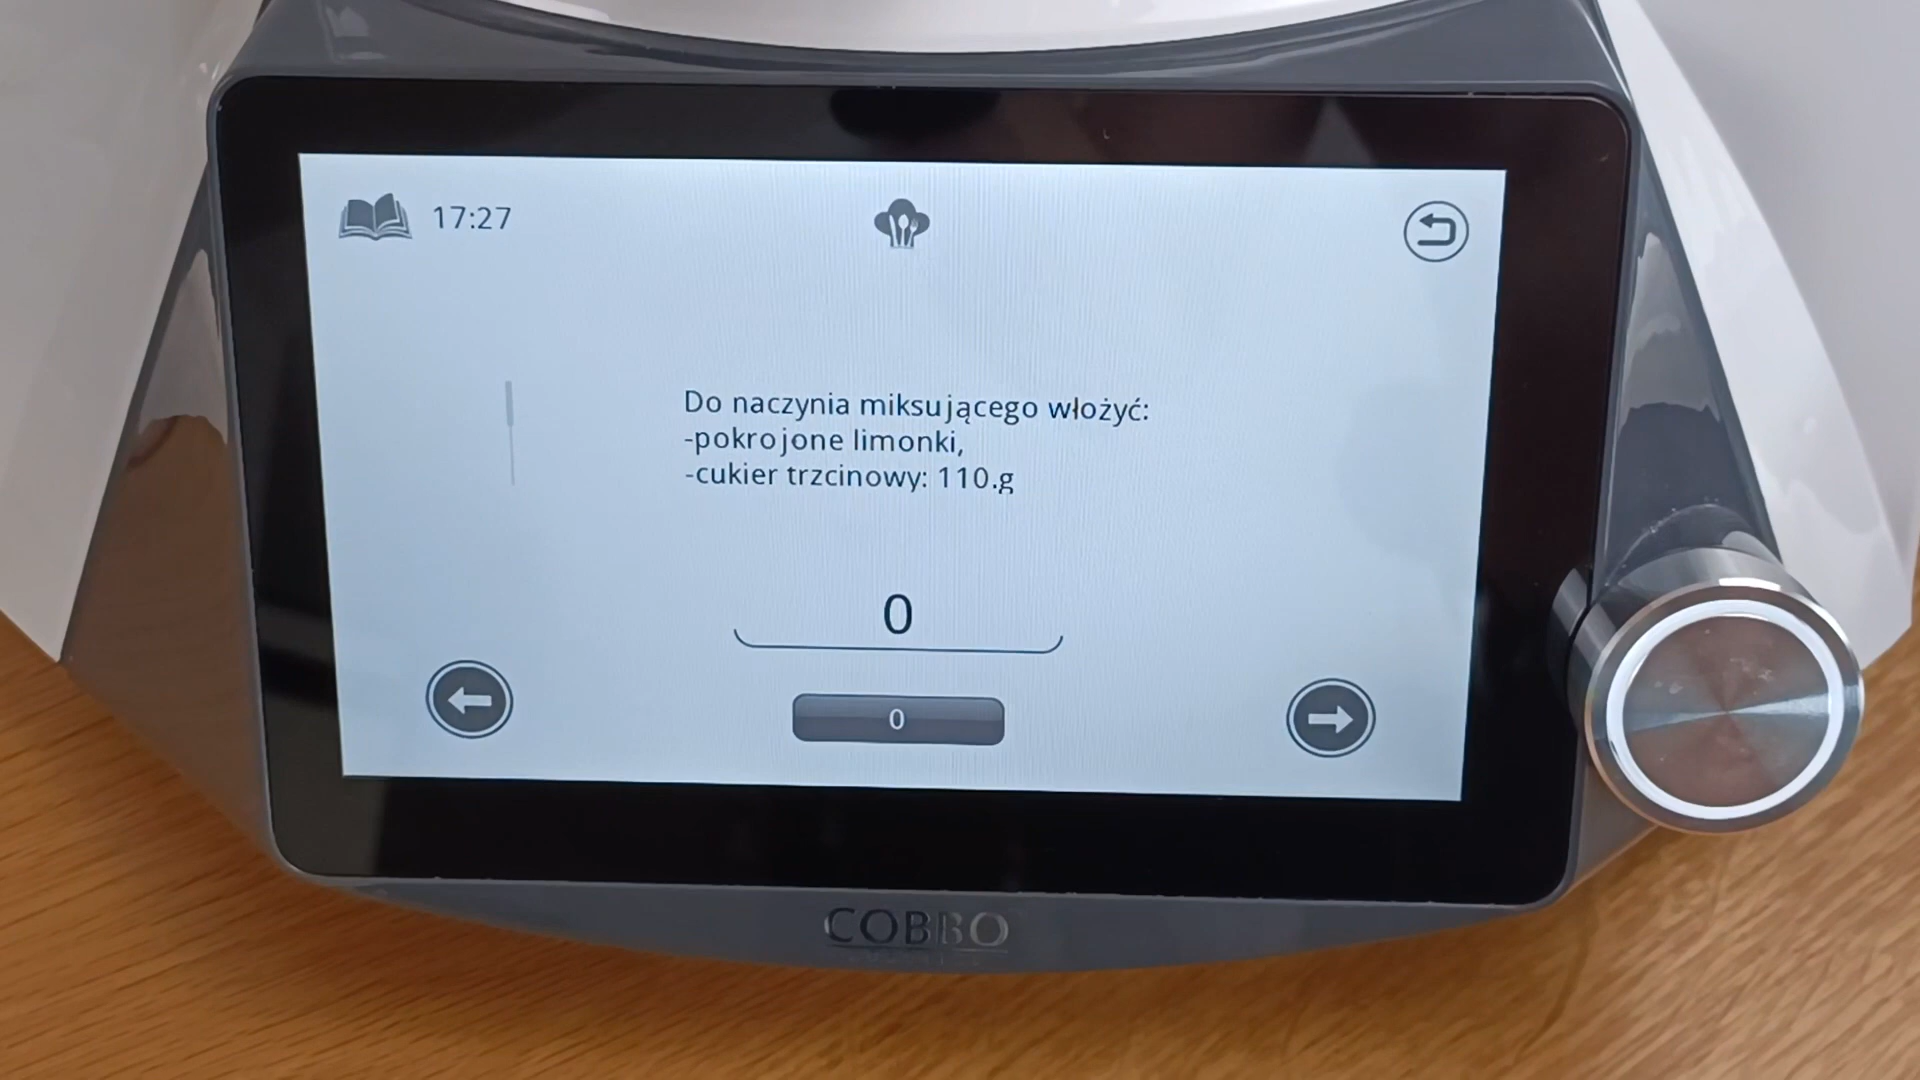 17:27
Do naczynia miksującego włożyć:
-pokrojone limonki,
-cukier trzcinowy: 110.g
0
0
COBBO